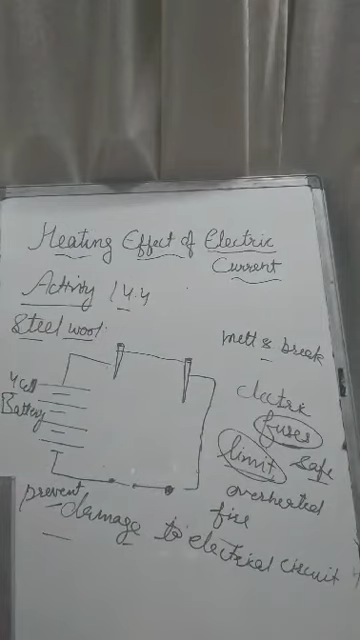 Heating Effect of Electric
Current
Activity 14.4
Steel wool.
melt & break
4 cell
Battery
electric
fuses
limit safe
overheated
fire
prevent
damage to electrical circuit